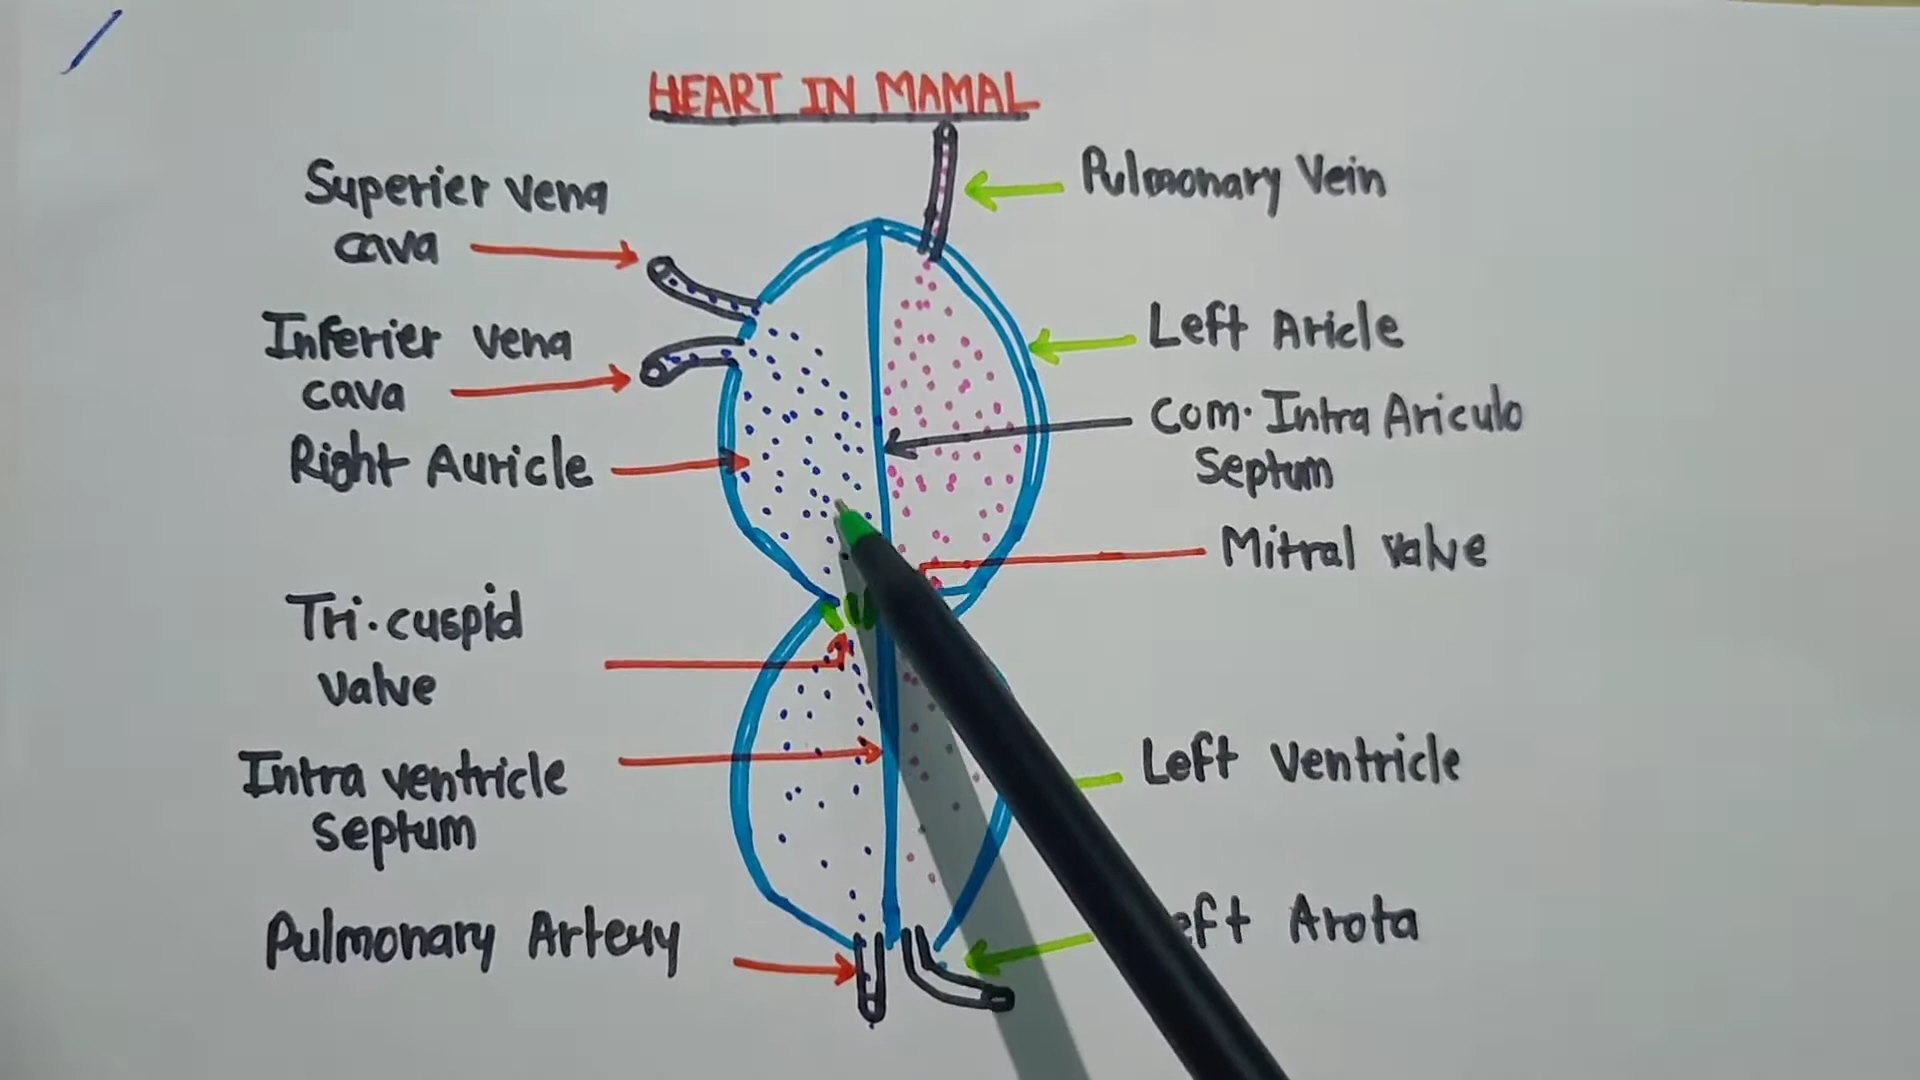 HEART IN MAMAL
Superier vena
cava
Pulmonary Vein
Inferier vena
cava
Left Aricle
Right Auricle
Com. Intra Ariculo
Septum
Mitral valve
Tri.cuspid
valve
Intra ventricle
septum
Left Ventricle
Pulmonary Artery
eft Arota